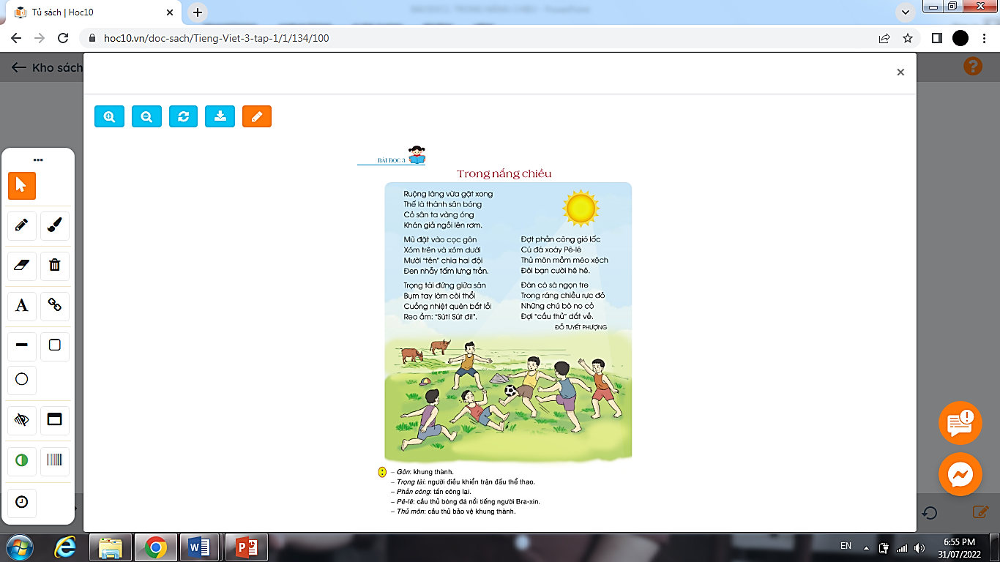 Tủ sách | Hoc10
hoc10.vn/doc-sach/Tieng-Viet-3-tap-1/1/134/100
Kho sách
BÀI ĐỌC 3
Trong nắng chiều
Ruộng làng vừa gặt xong
Thế là thành sân bóng
Cỏ sân ta vàng óng
Khán giả ngồi lên rơm.
Mũ đặt vào cọc gôn
Xóm trên và xóm dưới
Mười “tên” chia hai đội
Đen nhẫy tấm lưng trần.
Trọng tài đứng giữa sân
Bụm tay làm còi thổi
Cuồng nhiệt quên bắt lỗi
Reo ầm: “Sút! Sút đi!”.
Đợt phản công gió lốc
Cú đá xoáy Pê-lê
Thủ môn mồm méo xệch
Đôi bạn cười hê hê.
Đàn cò sà ngọn tre
Trong ráng chiều rực đỏ
Những chú bò no cỏ
Đợi “cầu thủ” dắt về.
ĐỖ TUYẾT PHƯỢNG
– Gôn: khung thành.
– Trọng tài: người điều khiển trận đấu thể thao.
– Phản công: tấn công lại.
– Pê-lê: cầu thủ bóng đá nổi tiếng người Bra-xin.
– Thủ môn: cầu thủ bảo vệ khung thành.
EN
6:55 PM
31/07/2022